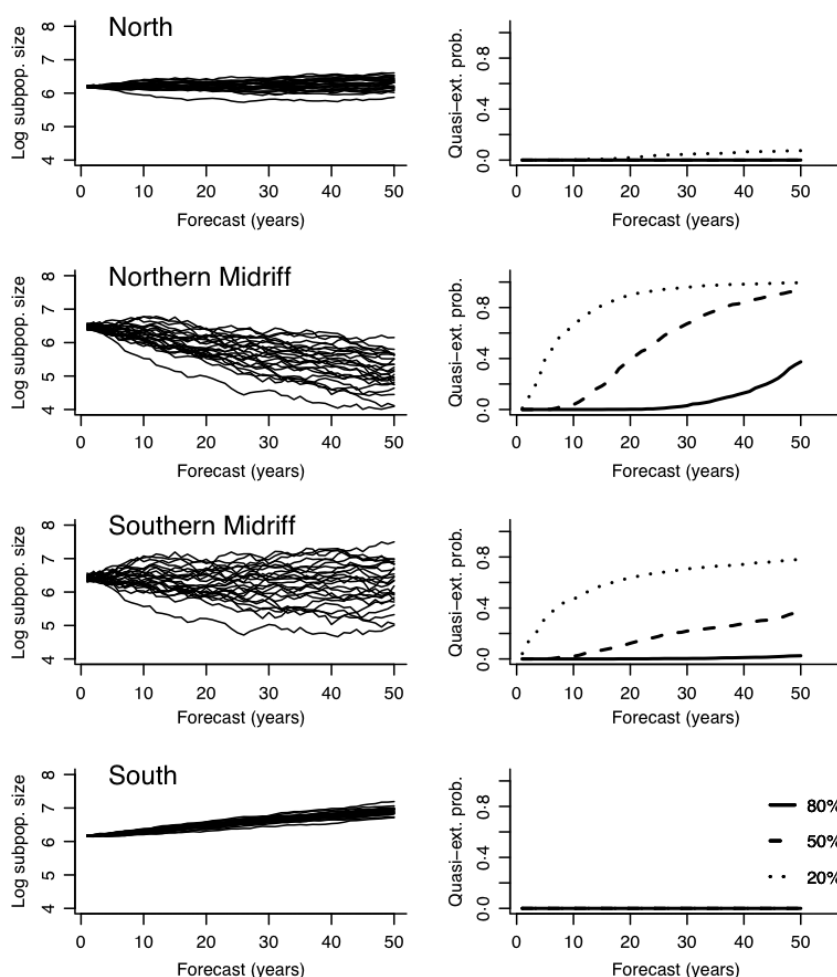 North
Log subpop. size
8
7
6
5
4
0 10 20 30 40 50
Forecast (years)
Quasi-ext. prob.
0.8
0.4
0.0
0 10 20 30 40 50
Forecast (years)
Northern Midriff
Log subpop. size
8
7
6
5
4
0 10 20 30 40 50
Forecast (years)
Quasi-ext. prob.
0.8
0.4
0.0
0 10 20 30 40 50
Forecast (years)
Southern Midriff
Log subpop. size
8
7
6
5
4
0 10 20 30 40 50
Forecast (years)
Quasi-ext. prob.
0.8
0.4
0.0
0 10 20 30 40 50
Forecast (years)
South
Log subpop. size
8
7
6
5
4
0 10 20 30 40 50
Forecast (years)
Quasi-ext. prob.
0.8
0.4
0.0
80%
50%
20%
0 10 20 30 40 50
Forecast (years)